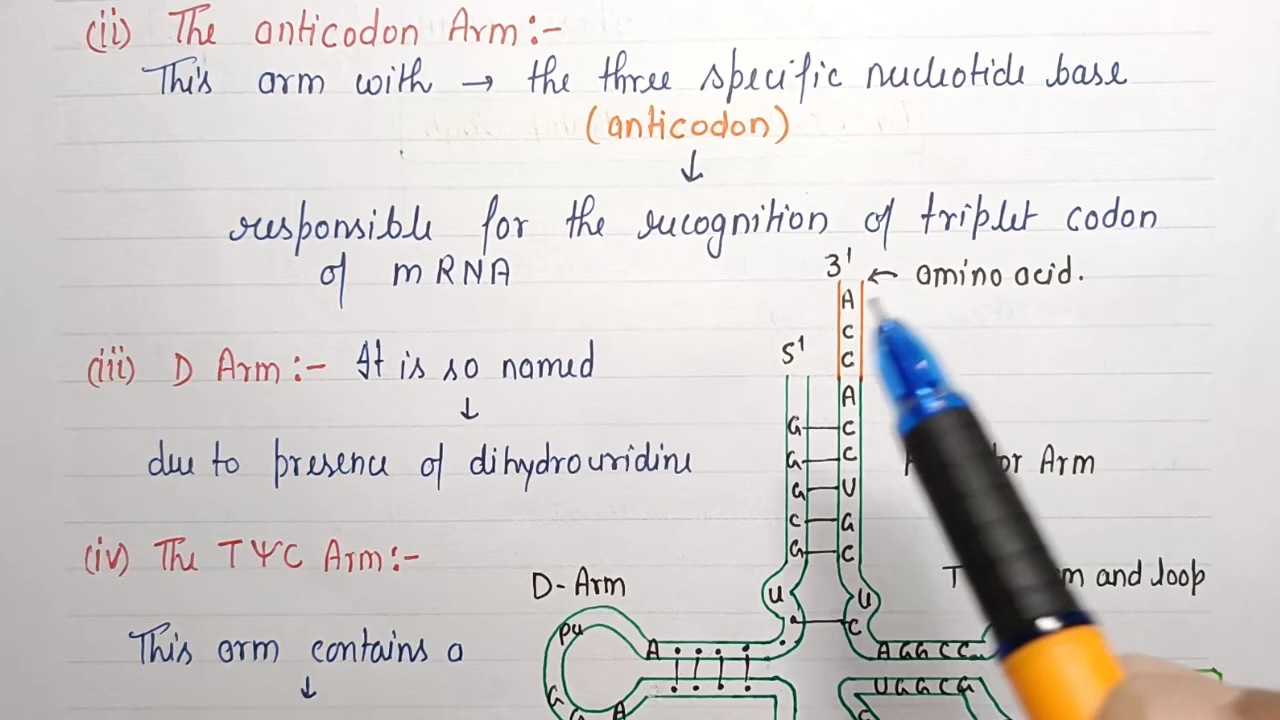 (ii) The anticodon Arm:-
This arm with → the three specific nucleotide base
(anticodon)
↓
responsible for the recognition of triplet codon
of mRNA
3' ← amino acid.
A
C
5' C
(iii) D Arm:- It is so named
A
↓
G C
due to presence of dihydrouridine
G C Arm
G U
C G
(iv) The TΨC Arm:-
G C
D-Arm
and loop
U U
C
This arm contains a
↓
Pu
A
A G G C C
U G G C G
G
G A
C